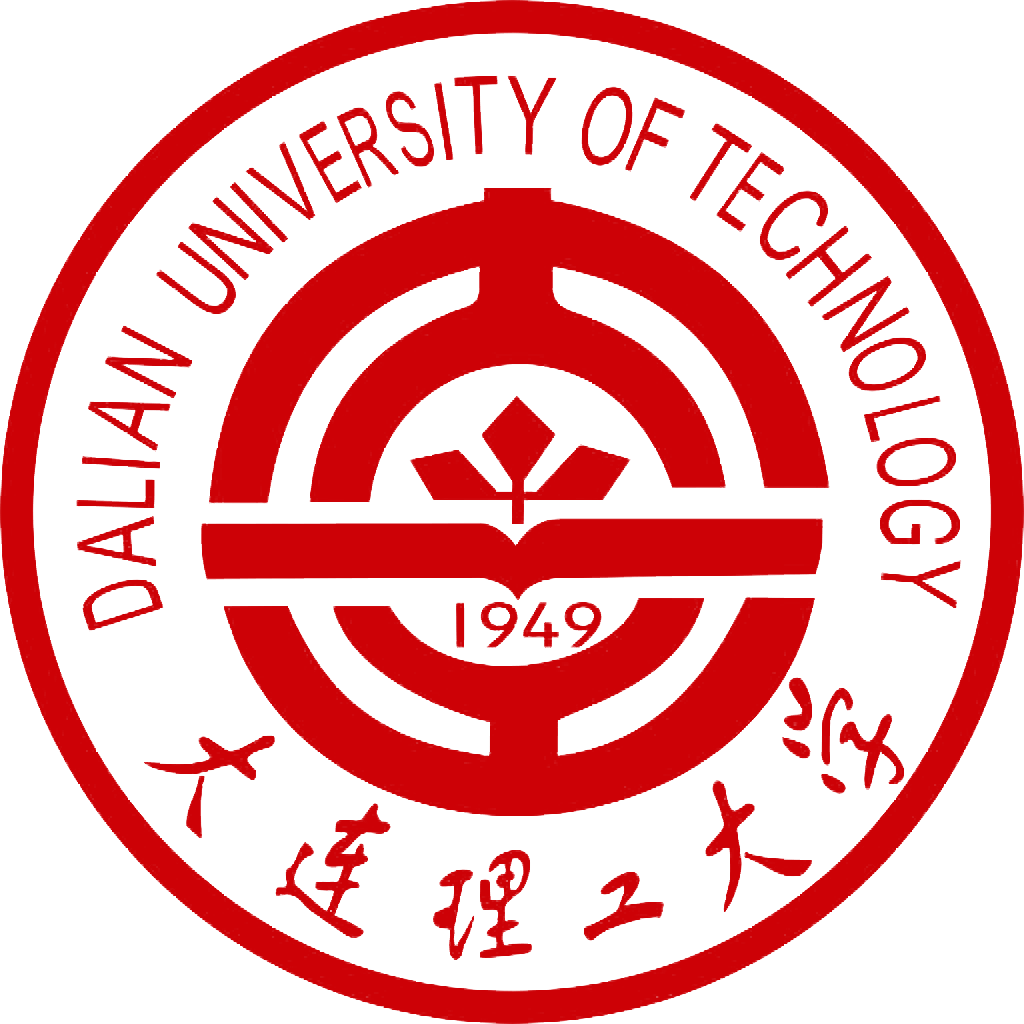 DALIAN UNIVERSITY OF TECHNOLOGY
1949
大连理工大学